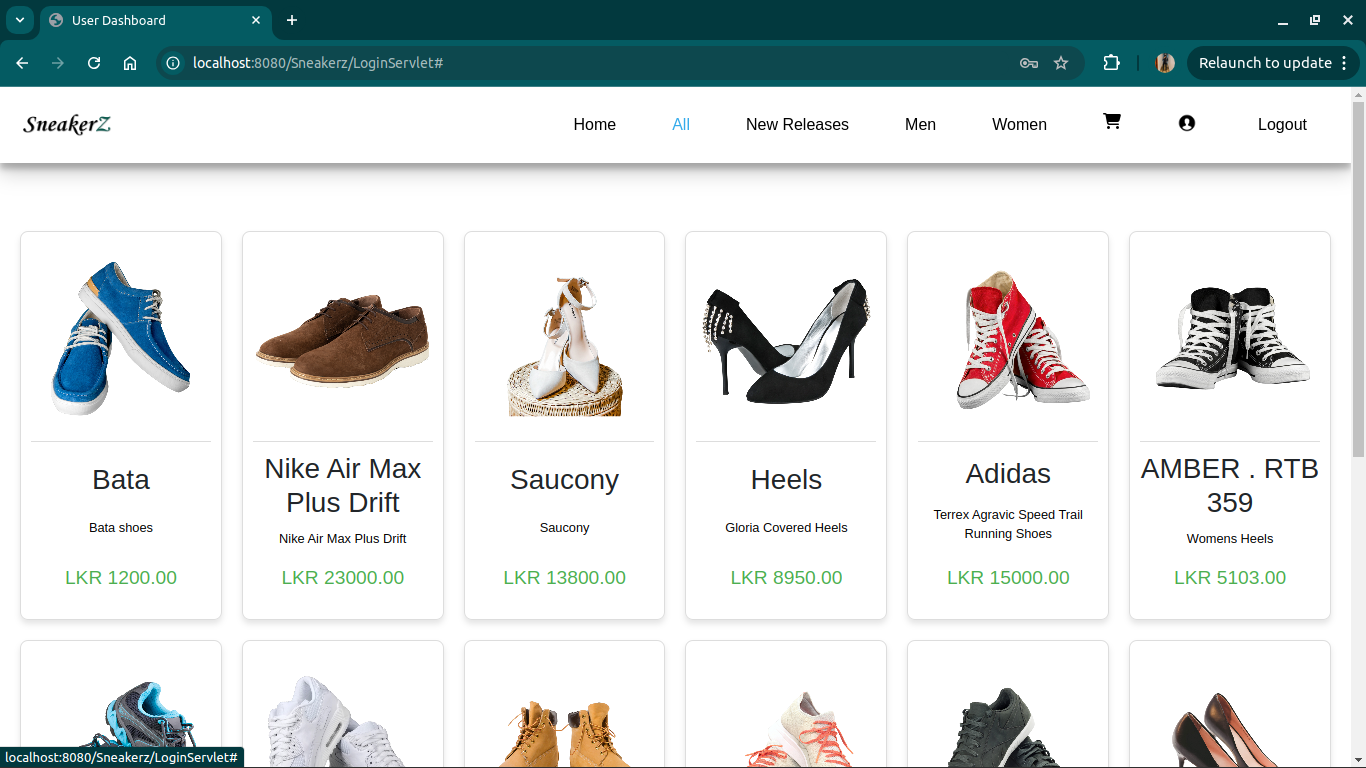 User Dashboard
localhost:8080/Sneakerz/LoginServlet#
Relaunch to update
SneakerZ
Home
All
New Releases
Men
Women
Logout
Bata
Bata shoes
LKR 1200.00
Nike Air Max
Plus Drift
Nike Air Max Plus Drift
LKR 23000.00
Saucony
Saucony
LKR 13800.00
Heels
Gloria Covered Heels
LKR 8950.00
Adidas
Terrex Agravic Speed Trail
Running Shoes
LKR 15000.00
AMBER . RTB
359
Womens Heels
LKR 5103.00
localhost:8080/Sneakerz/LoginServlet#